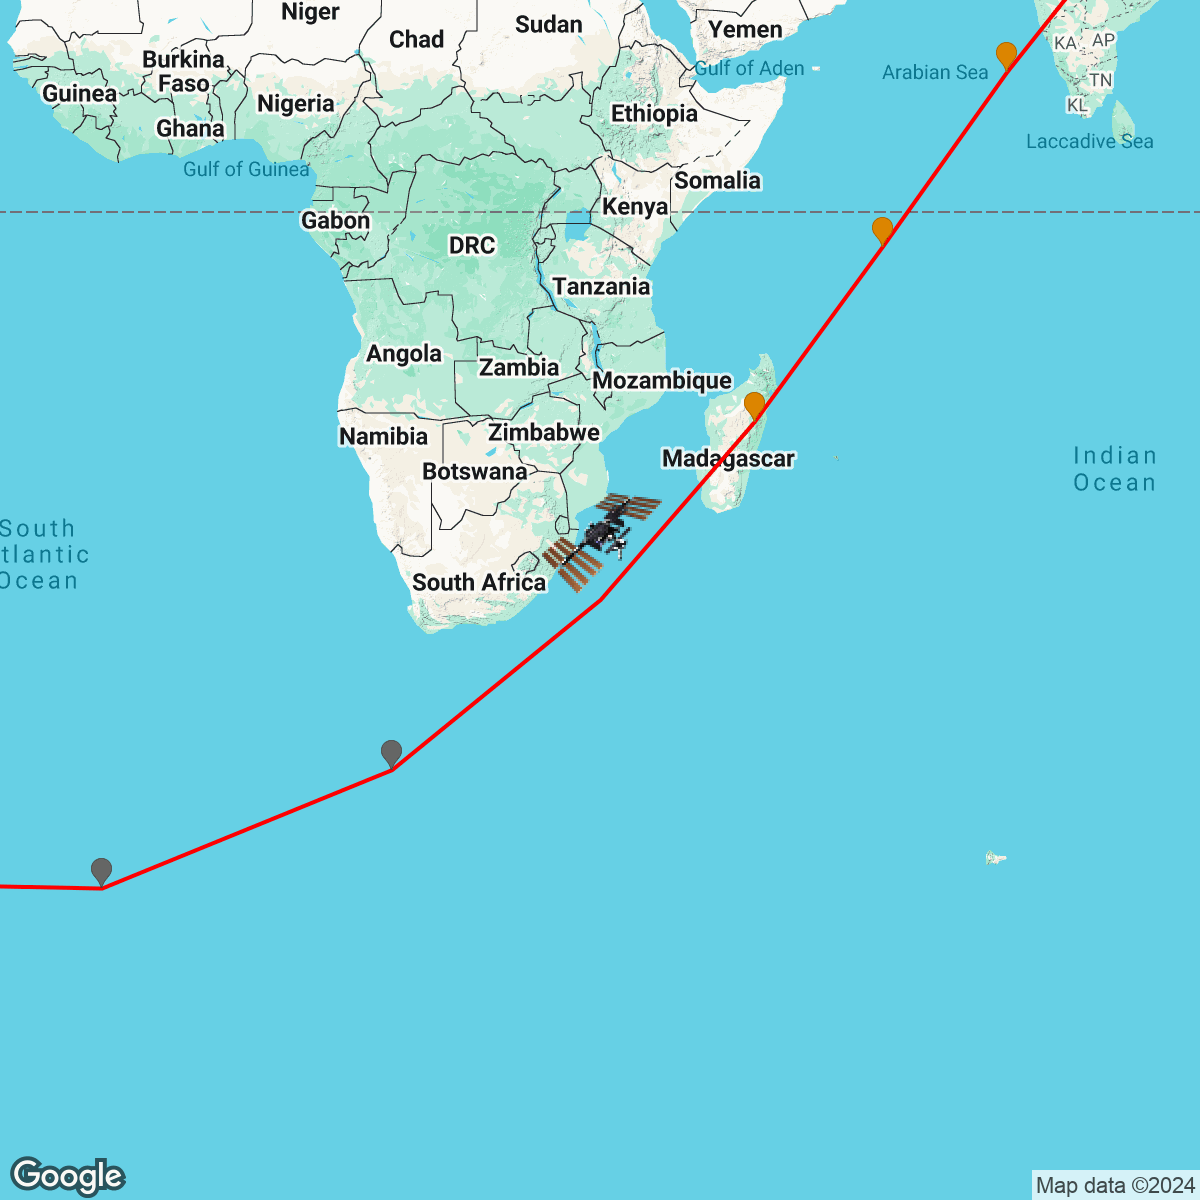 Niger
Sudan
Chad
Yemen
KA
AP
Burkina
Faso
Gulf of Aden
Arabian Sea
TN
Guinea
Nigeria
KL
Ethiopia
Ghana
Laccadive Sea
Gulf of Guinea
Somalia
Kenya
Gabon
DRC
Tanzania
Angola
Zambia
Mozambique
Namibia
Zimbabwe
Madagascar
Indian
Ocean
Botswana
South
tlantic
Ocean
South Africa
Google
Map data ©2024